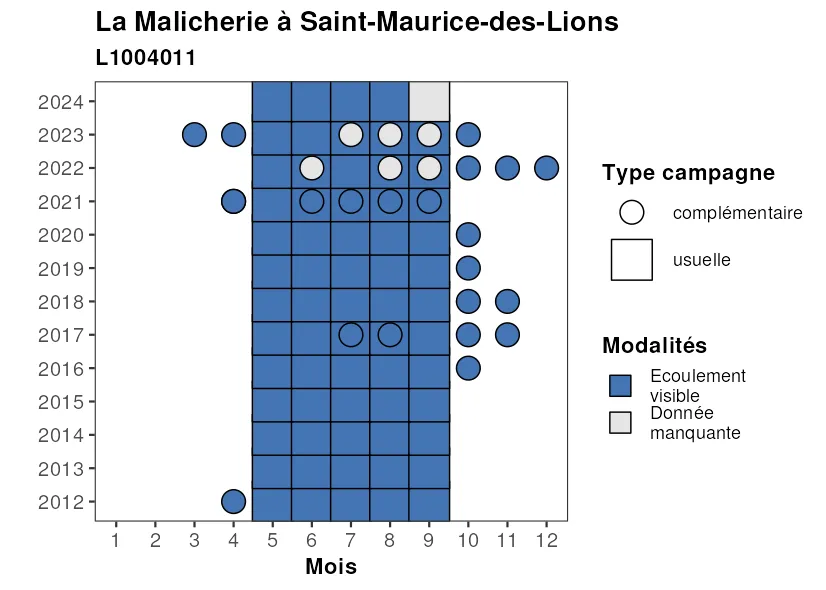 La Malicherie à Saint-Maurice-des-Lions
L1004011
2024
2023
2022
2021
2020
2019
2018
2017
2016
2015
2014
2013
2012
1 2 3 4 5 6 7 8 9 10 11 12
Mois
Type campagne
complémentaire
usuelle
Modalités
Ecoulement
visible
Donnée
manquante